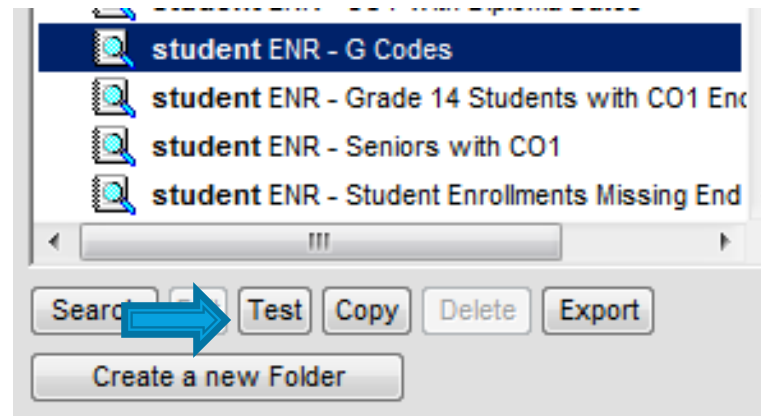 student ENR - G Codes
student ENR - Grade 14 Students with CO1
student ENR - Seniors with CO1
student ENR - Student Enrollments Missing End
Test Copy Delete Export
Create a new Folder